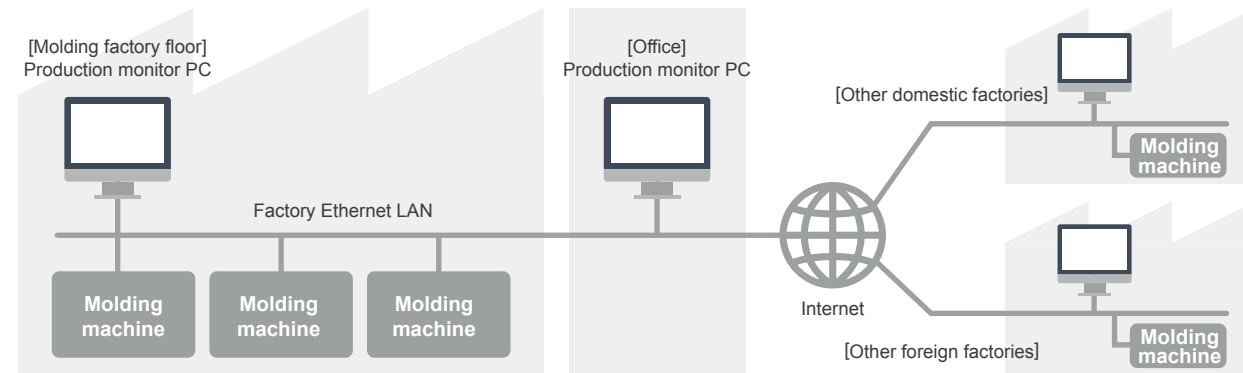 [Molding factory floor]
Production monitor PC
[Office]
Production monitor PC
[Other domestic factories]
Molding
machine
Factory Ethernet LAN
Molding
machine
Molding
machine
Molding
machine
Internet
[Other foreign factories]
Molding
machine